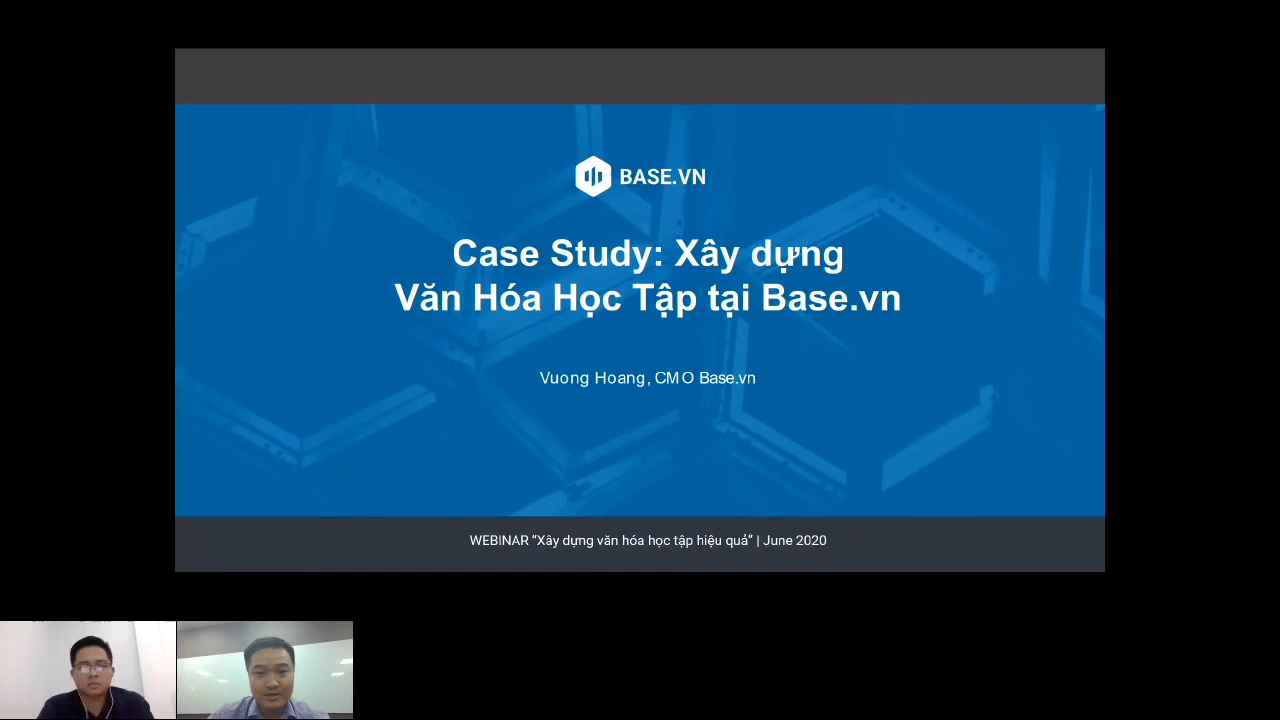 BASE.VN
Case Study: Xây dựng
Văn Hóa Học Tập tại Base.vn
Vuong Hoang, CMO Base.vn
WEBINAR “Xây dựng văn hóa học tập hiệu quả” | June 2020